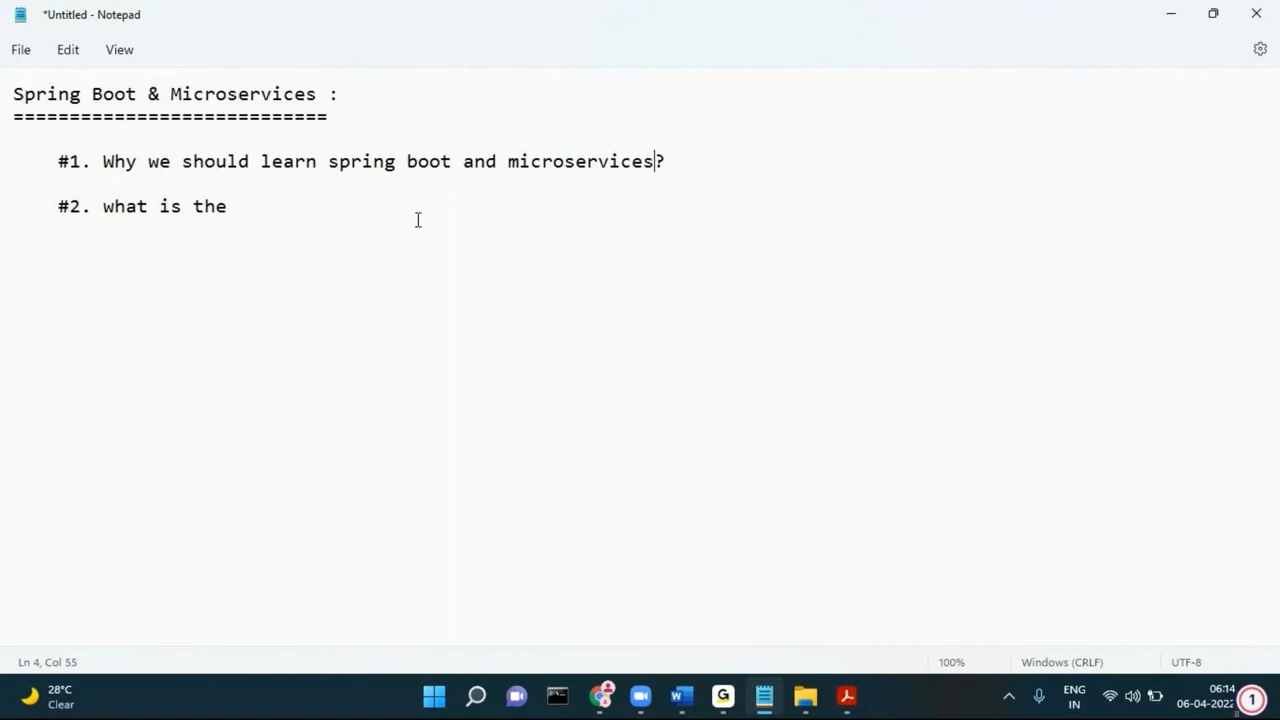 *Untitled - Notepad
File Edit View
Spring Boot & Microservices :
============================
#1. Why we should learn spring boot and microservices?
#2. what is the
Ln 4, Col 55 100% Windows (CRLF) UTF-8
28°C
Clear
ENG
IN
06:14
06-04-2022
1